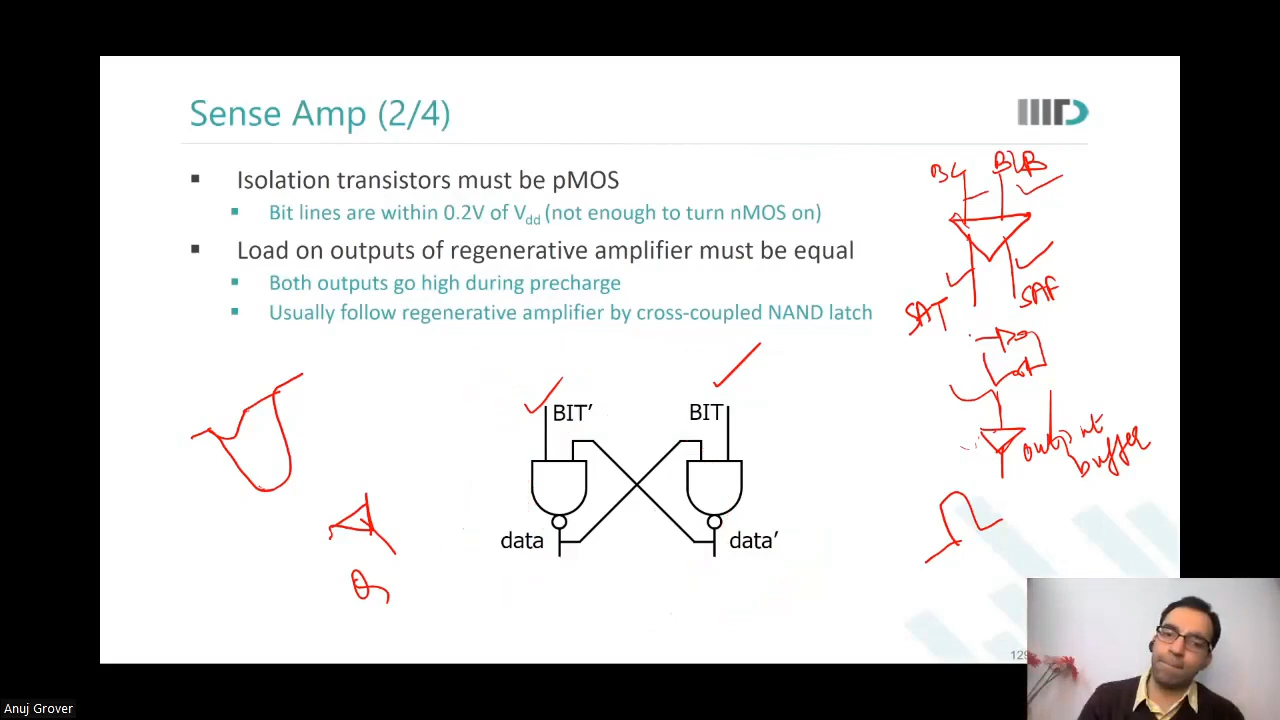 Sense Amp (2/4)
IIITD
Isolation transistors must be pMOS
Bit lines are within 0.2V of Vdd (not enough to turn nMOS on)
Load on outputs of regenerative amplifier must be equal
Both outputs go high during precharge
Usually follow regenerative amplifier by cross-coupled NAND latch
BL BLB
SAT SAF
output
buffer
BIT’ BIT
data data’
129
Anuj Grover